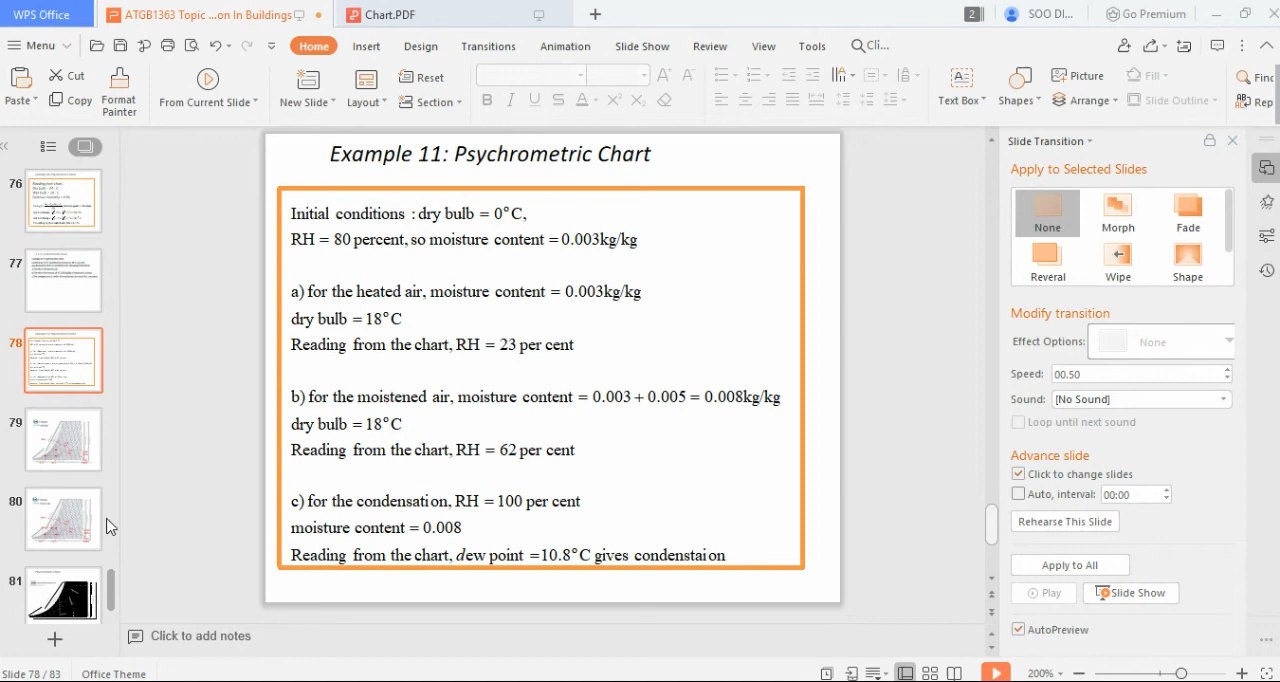 WPS Office
ATGB1363 Topic ...on In Buildings
Chart.PDF
2
SOO DI...
Go Premium
Menu
Home
Insert
Design
Transitions
Animation
Slide Show
Review
View
Tools
Cli...
Paste
Cut
Copy
Format Painter
From Current Slide
New Slide
Layout
Reset
Section
B I U S A
Text Box
Shapes
Picture
Arrange
Fill
Slide Outline
Finc
Rep
76
77
78
79
80
81
Example 11: Psychrometric Chart
Initial conditions : dry bulb = 0°C,
RH = 80 percent, so moisture content = 0.003kg/kg
a) for the heated air, moisture content = 0.003kg/kg
dry bulb = 18°C
Reading from the chart, RH = 23 per cent
b) for the moistened air, moisture content = 0.003 + 0.005 = 0.008kg/kg
dry bulb = 18°C
Reading from the chart, RH = 62 per cent
c) for the condensation, RH = 100 per cent
moisture content = 0.008
Reading from the chart, dew point = 10.8°C gives condenstaion
Slide Transition
Apply to Selected Slides
None
Morph
Fade
Reveral
Wipe
Shape
Modify transition
Effect Options:
None
Speed:
00.50
Sound:
[No Sound]
Loop until next sound
Advance slide
Click to change slides
Auto, interval:
00:00
Rehearse This Slide
Apply to All
Play
Slide Show
AutoPreview
Click to add notes
Slide 78 / 83
Office Theme
200%